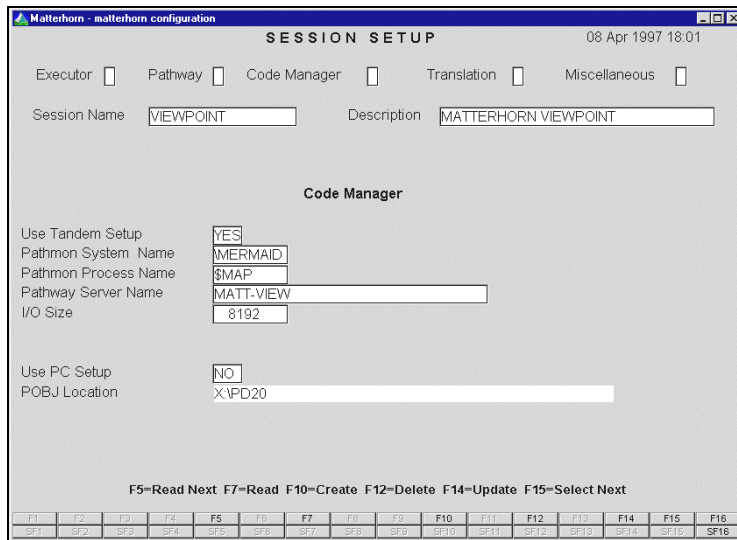 Matterhorn - matterhorn configuration
SESSION SETUP 08 Apr 1997 18:01
Executor Pathway Code Manager Translation Miscellaneous
Session Name VIEWPOINT Description MATTERHORN VIEWPOINT
Code Manager
Use Tandem Setup YES
Pathmon System Name \MERMAID
Pathmon Process Name $MAP
Pathway Server Name MATT-VIEW
I/O Size 8192
Use PC Setup NO
POBJ Location X:\PD20
F5=Read Next F7=Read F10=Create F12=Delete F14=Update F15=Select Next
F1 F2 F3 F4 F5 F6 F7 F8 F9 F10 F11 F12 F13 F14 F15 F16
SF1 SF2 SF3 SF4 SF5 SF6 SF7 SF8 SF9 SF10 SF11 SF12 SF13 SF14 SF15 SF16